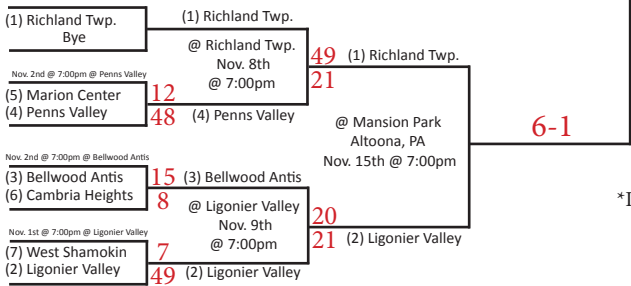 (1) Richland Twp.
Bye
(1) Richland Twp.
@ Richland Twp.
Nov. 8th
@ 7:00pm
49
21
(1) Richland Twp.
Nov. 2nd @ 7:00pm @ Penns Valley
(5) Marion Center
(4) Penns Valley
12
48
(4) Penns Valley
@ Mansion Park
Altoona, PA
Nov. 15th @ 7:00pm
6-1
Nov. 2nd @ 7:00pm @ Bellwood Antis
(3) Bellwood Antis
(6) Cambria Heights
15
8
(3) Bellwood Antis
@ Ligonier Valley
Nov. 9th
@ 7:00pm
20
21
(2) Ligonier Valley
Nov. 1st @ 7:00pm @ Ligonier Valley
(7) West Shamokin
(2) Ligonier Valley
7
49
(2) Ligonier Valley